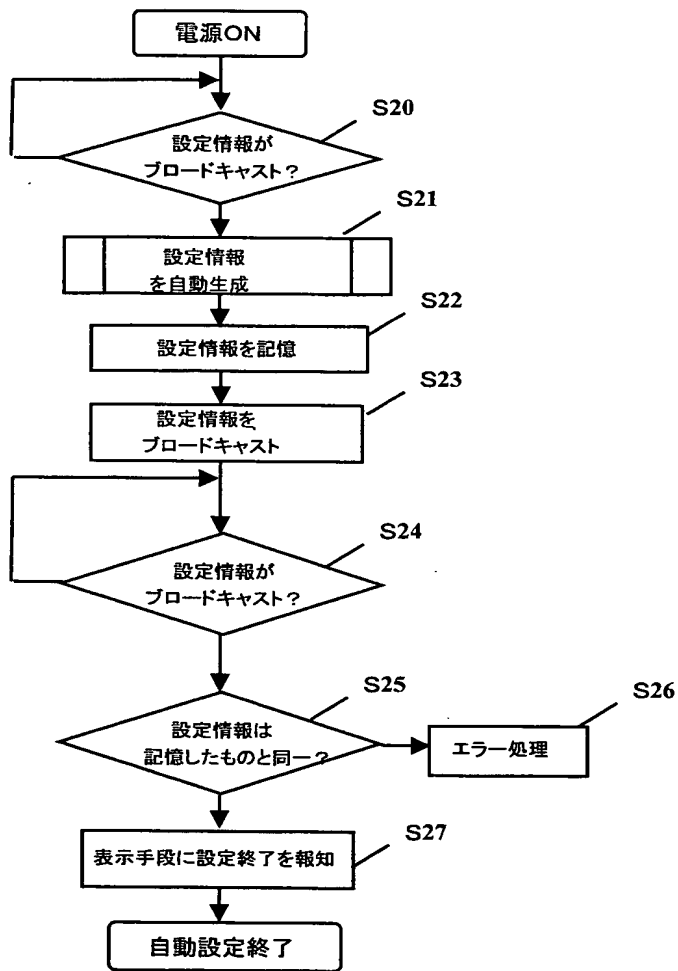 電源ON
S20
設定情報が
ブロードキャスト?
S21
設定情報
を自動生成
S22
設定情報を記憶
S23
設定情報を
ブロードキャスト
S24
設定情報が
ブロードキャスト?
S25
設定情報は
記憶したものと同一?
S26
エラー処理
S27
表示手段に設定終了を報知
自動設定終了